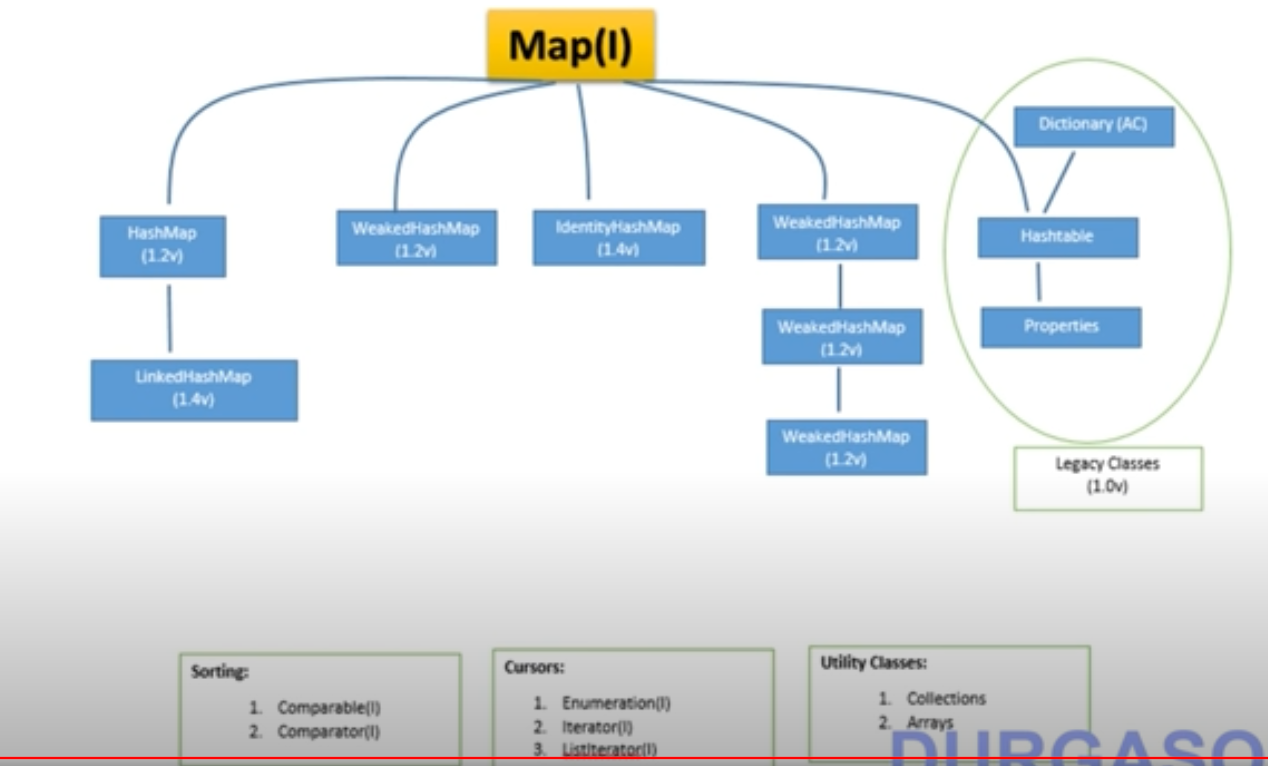 Map(I)
Dictionary (AC)
HashMap
(1.2v)
WeakedHashMap
(1.2v)
IdentityHashMap
(1.4v)
WeakedHashMap
(1.2v)
Hashtable
WeakedHashMap
(1.2v)
Properties
LinkedHashMap
(1.4v)
WeakedHashMap
(1.2v)
Legacy Classes
(1.0v)
Sorting:
1. Comparable(I)
2. Comparator(I)
Cursors:
1. Enumeration(I)
2. Iterator(I)
3. ListIterator(I)
Utility Classes:
1. Collections
2. Arrays
DURGASO